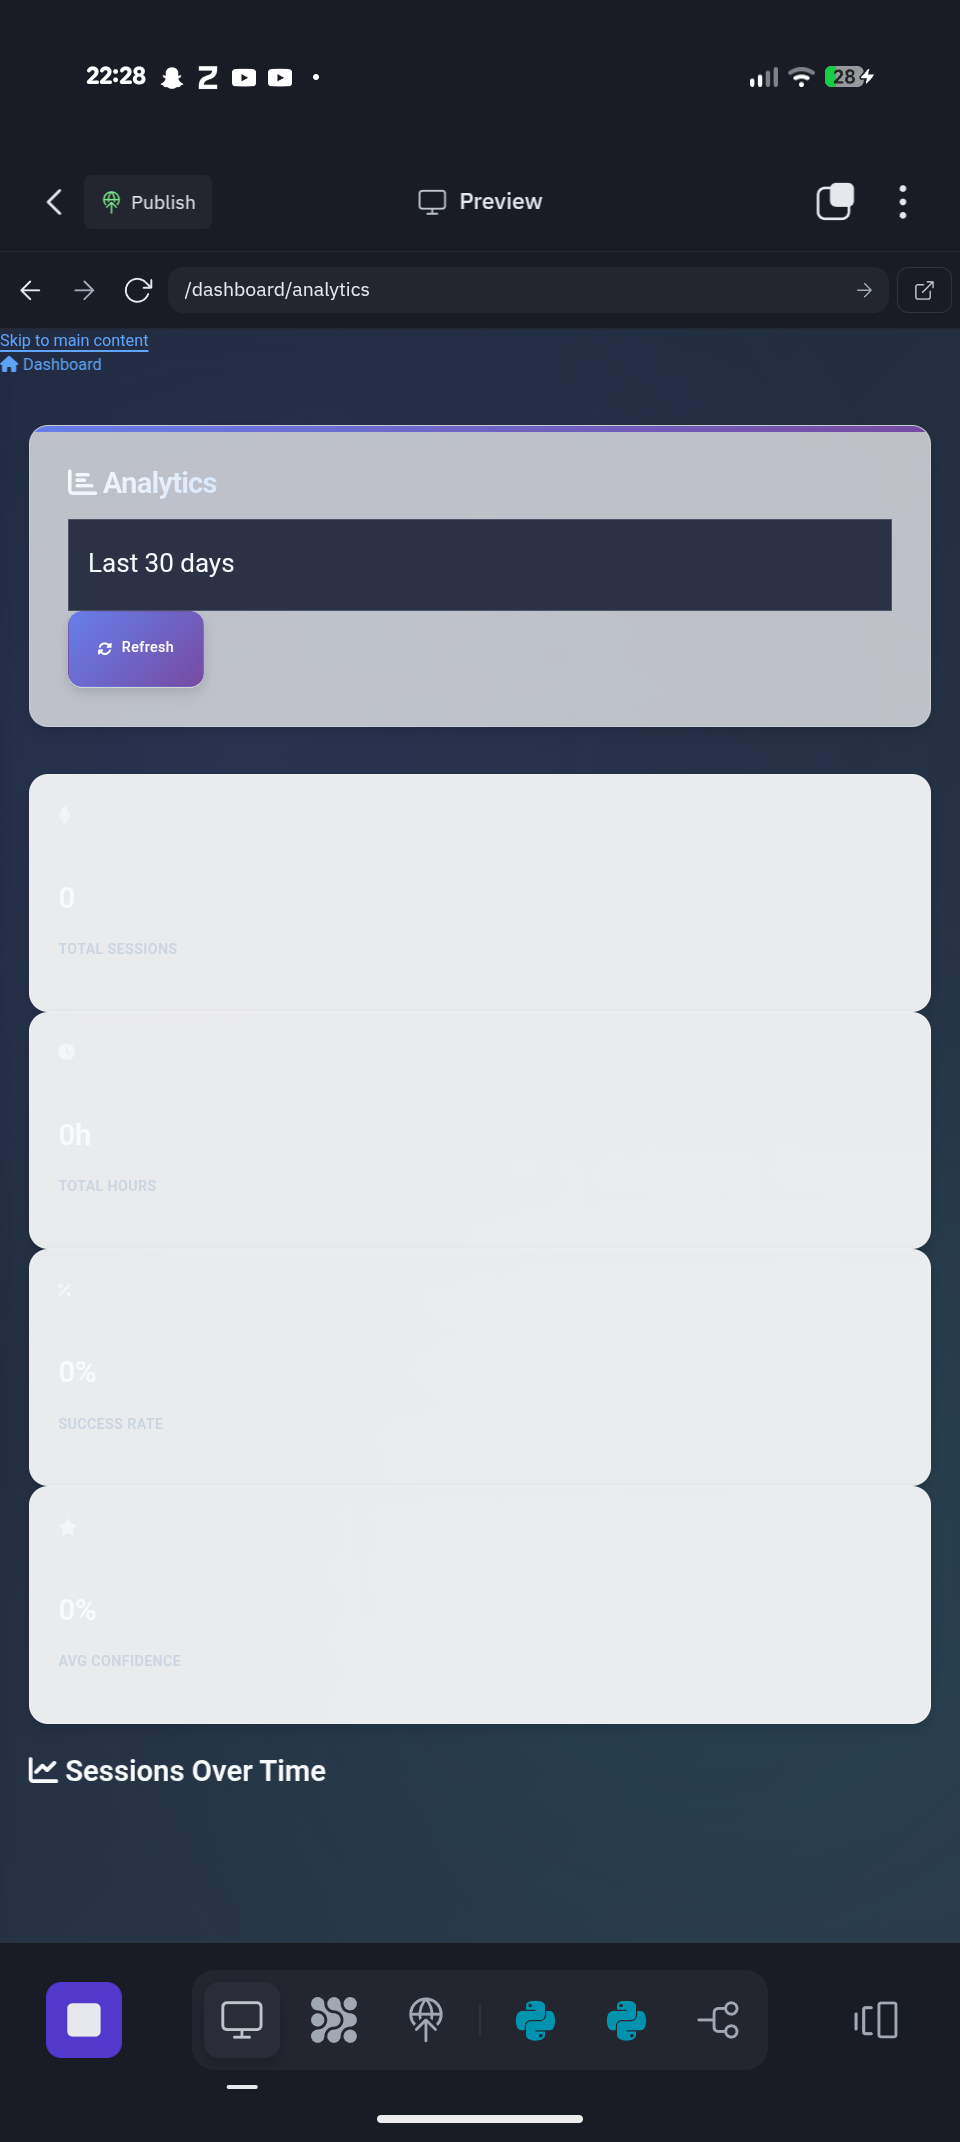 22:28
28
Publish
Preview
/dashboard/analytics
Skip to main content
Dashboard
Analytics
Last 30 days
Refresh
0
TOTAL SESSIONS
0h
TOTAL HOURS
0%
SUCCESS RATE
0%
AVG CONFIDENCE
Sessions Over Time